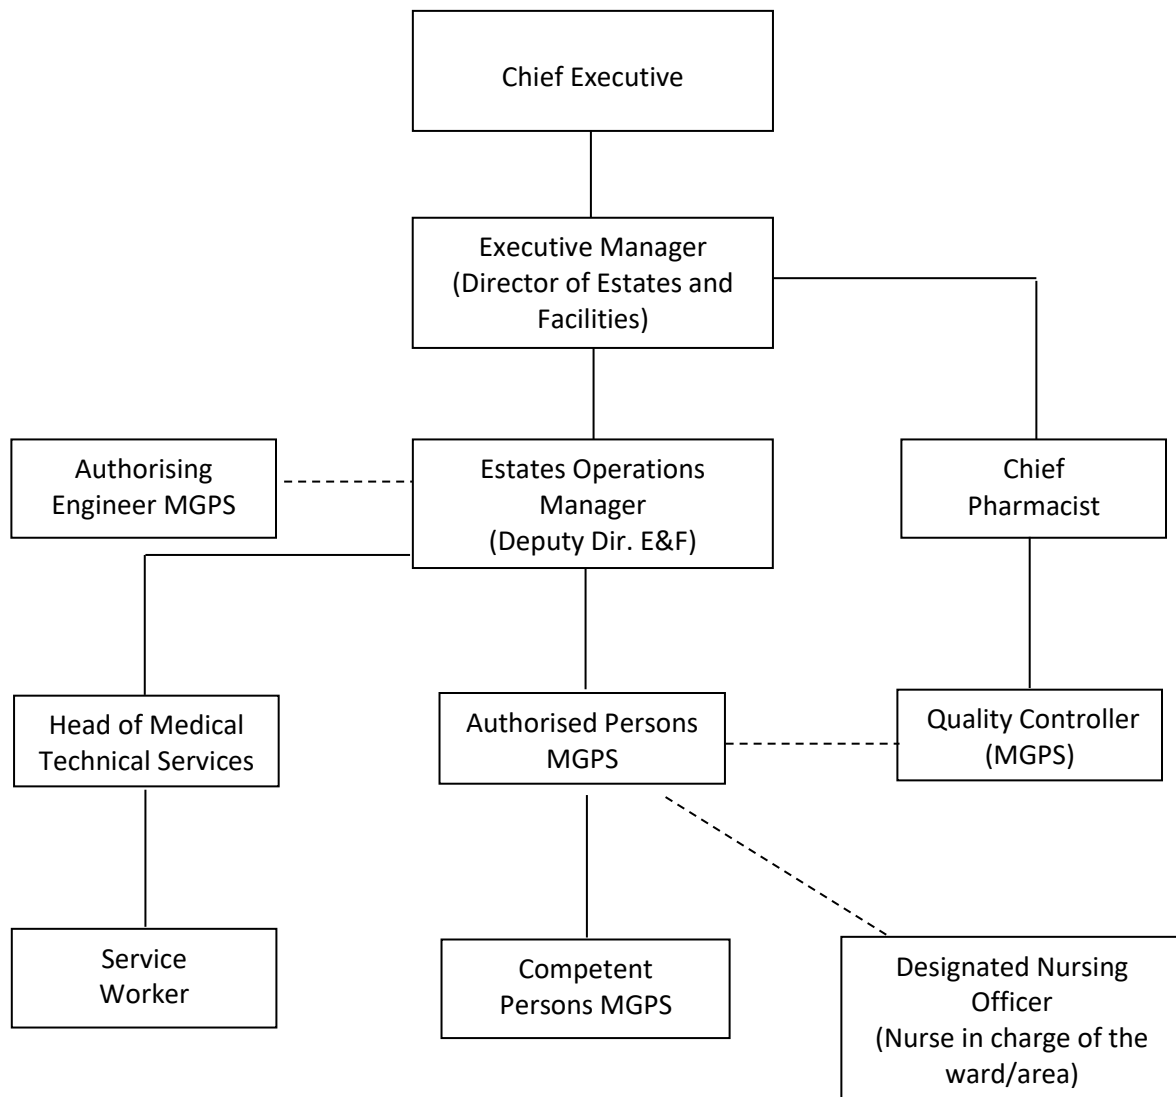 Chief Executive
Executive Manager
(Director of Estates and
Facilities)
Authorising
Engineer MGPS
Estates Operations
Manager
(Deputy Dir. E&F)
Chief
Pharmacist
Head of Medical
Technical Services
Authorised Persons
MGPS
Quality Controller
(MGPS)
Service
Worker
Competent
Persons MGPS
Designated Nursing
Officer
(Nurse in charge of the
ward/area)